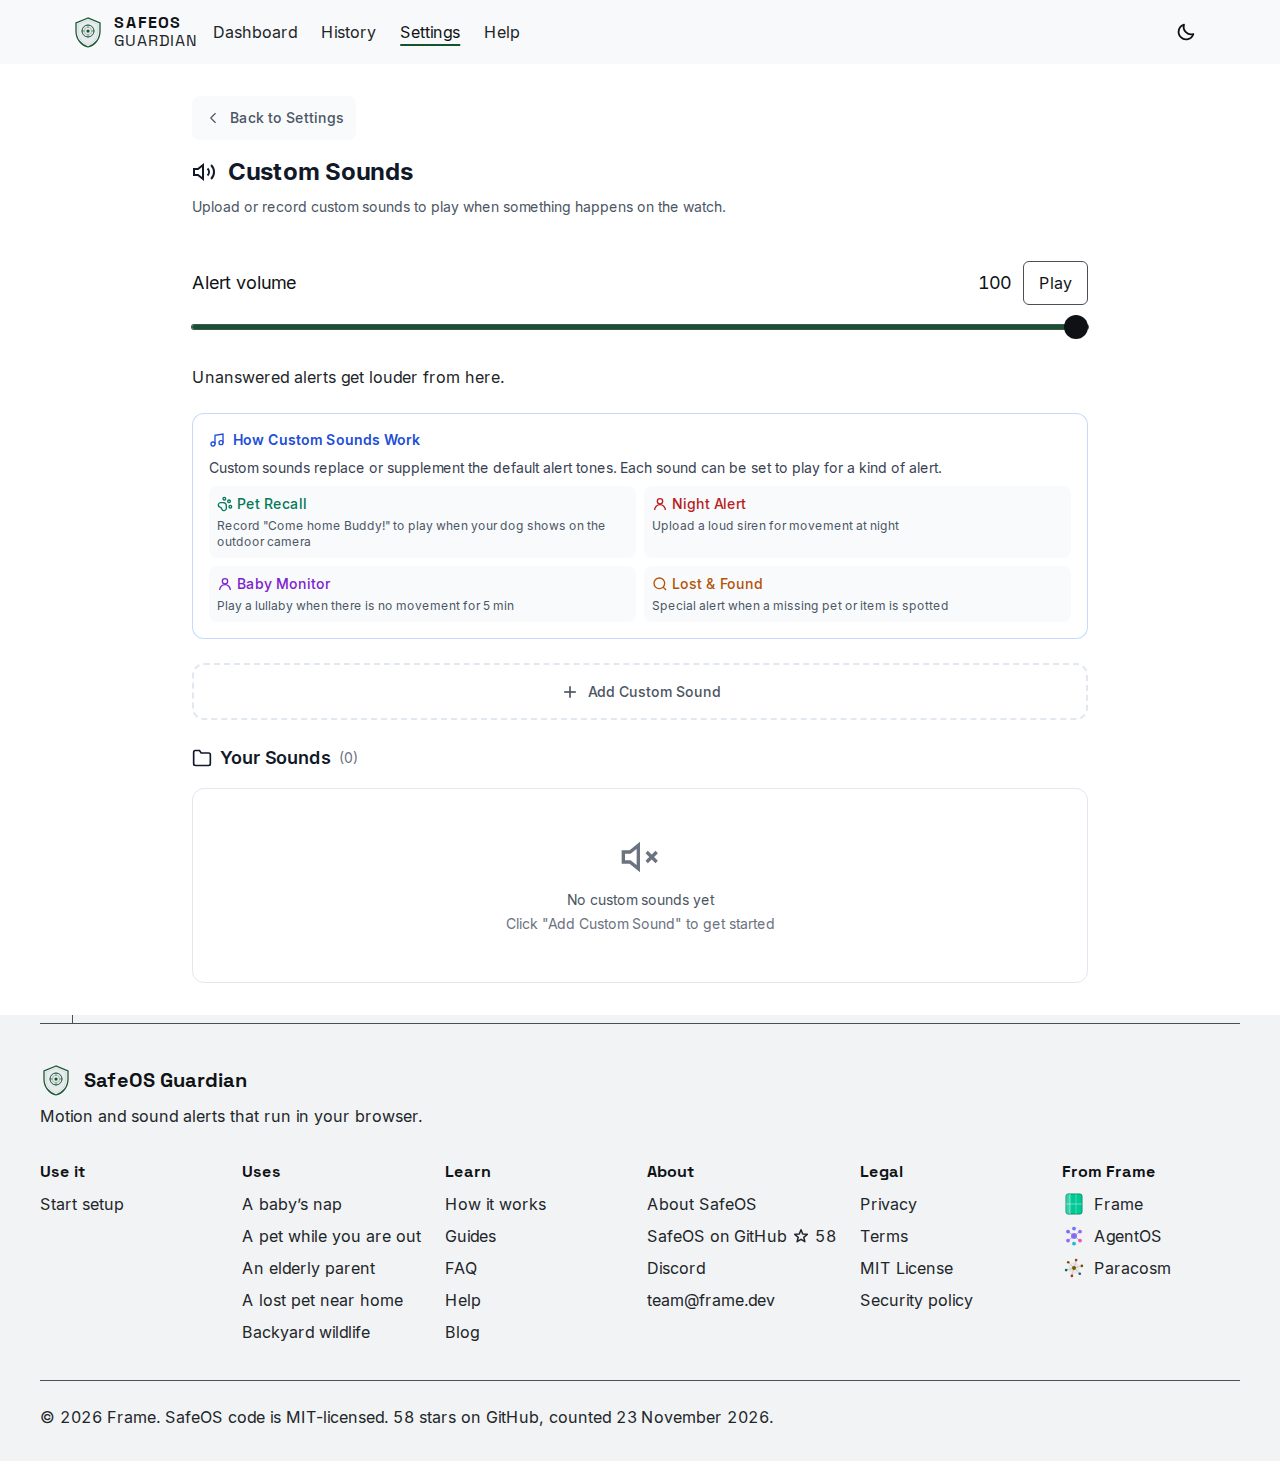 SAFEOS
GUARDIAN
Dashboard
History
Settings
Help
Back to Settings
Custom Sounds
Upload or record custom sounds to play when something happens on the watch.
Alert volume
100
Play
Unanswered alerts get louder from here.
How Custom Sounds Work
Custom sounds replace or supplement the default alert tones. Each sound can be set to play for a kind of alert.
Pet Recall
Record "Come home Buddy!" to play when your dog shows on the
outdoor camera
Night Alert
Upload a loud siren for movement at night
Baby Monitor
Play a lullaby when there is no movement for 5 min
Lost & Found
Special alert when a missing pet or item is spotted
Add Custom Sound
Your Sounds (0)
No custom sounds yet
Click "Add Custom Sound" to get started
SafeOS Guardian
Motion and sound alerts that run in your browser.
Use it
Start setup
Uses
A baby’s nap
A pet while you are out
An elderly parent
A lost pet near home
Backyard wildlife
Learn
How it works
Guides
FAQ
Help
Blog
About
About SafeOS
SafeOS on GitHub ☆ 58
Discord
team@frame.dev
Legal
Privacy
Terms
MIT License
Security policy
From Frame
Frame
AgentOS
Paracosm
© 2026 Frame. SafeOS code is MIT-licensed. 58 stars on GitHub, counted 23 November 2026.